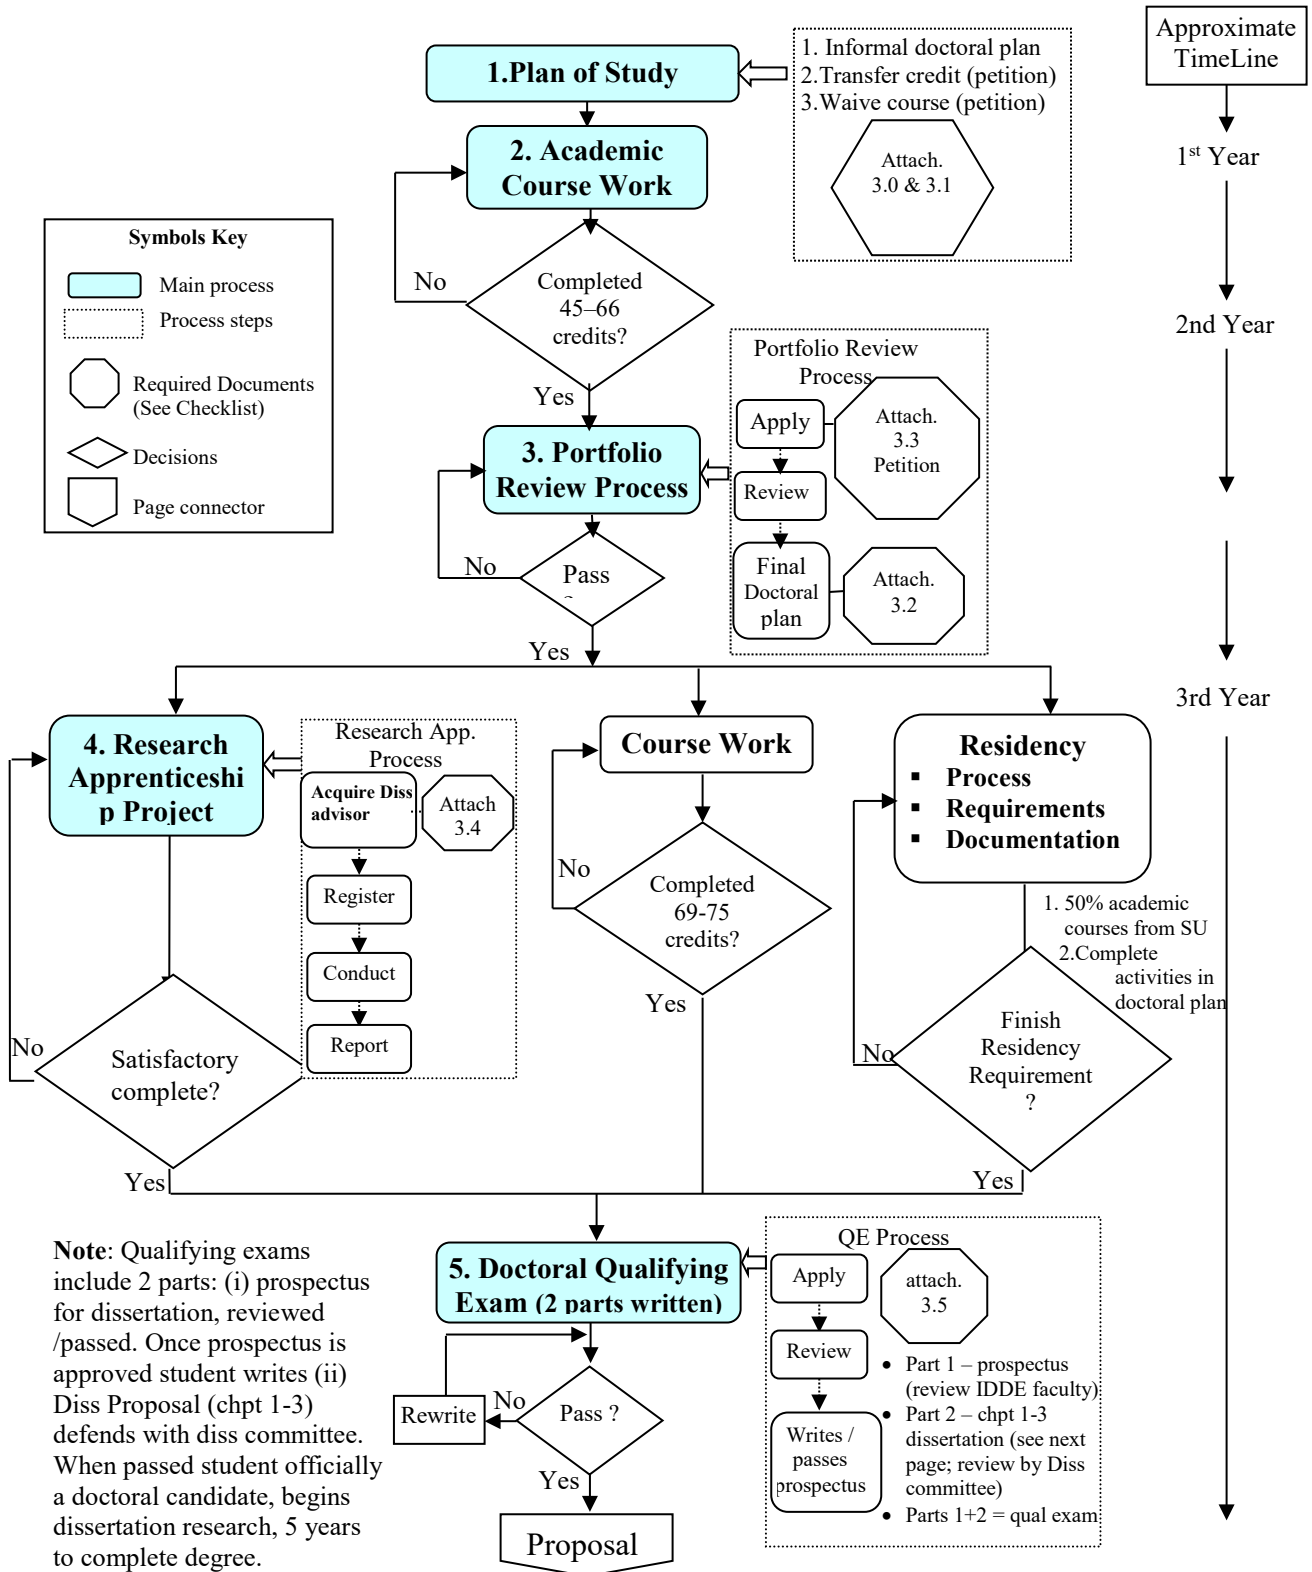 Approximate
TimeLine
1. Informal doctoral plan
2.Transfer credit (petition)
3.Waive course (petition)
1.Plan of Study
2. Academic
Course Work
Attach.
3.0 & 3.1
1st Year
Symbols Key
Main process
Process steps
Required Documents
(See Checklist)
Decisions
Page connector
No
Completed
45–66
credits?
Yes
2nd Year
Portfolio Review
Process
Apply
Attach.
3.3
Petition
Review
Final
Doctoral
plan
Attach.
3.2
3. Portfolio
Review Process
No
Pass
Yes
3rd Year
4. Research
Apprenticeshi
p Project
Research App.
Process
Acquire Diss
advisor
Attach
3.4
Register
Conduct
Report
Course Work
Residency
▪ Process
▪ Requirements
▪ Documentation
No
Completed
69-75
credits?
Yes
1. 50% academic
courses from SU
2.Complete
activities in
doctoral plan
No
Satisfactory
complete?
Yes
No
Finish
Residency
Requirement
?
Yes
Note: Qualifying exams
include 2 parts: (i) prospectus
for dissertation, reviewed
/passed. Once prospectus is
approved student writes (ii)
Diss Proposal (chpt 1-3)
defends with diss committee.
When passed student officially
a doctoral candidate, begins
dissertation research, 5 years
to complete degree.
5. Doctoral Qualifying
Exam (2 parts written)
Rewrite
No
Pass ?
Yes
Proposal
QE Process
Apply
attach.
3.5
Review
Writes /
passes
prospectus
• Part 1 – prospectus
(review IDDE faculty)
• Part 2 – chpt 1-3
dissertation (see next
page; review by Diss
committee)
• Parts 1+2 = qual exam